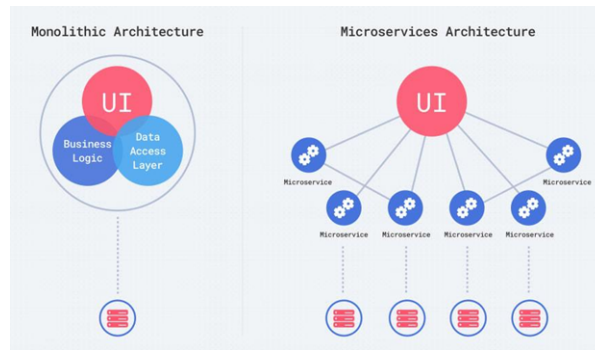 Monolithic Architecture
Microservices Architecture
UI
Business
Logic
Data
Access
Layer
UI
Microservice
Microservice
Microservice
Microservice
Microservice
Microservice